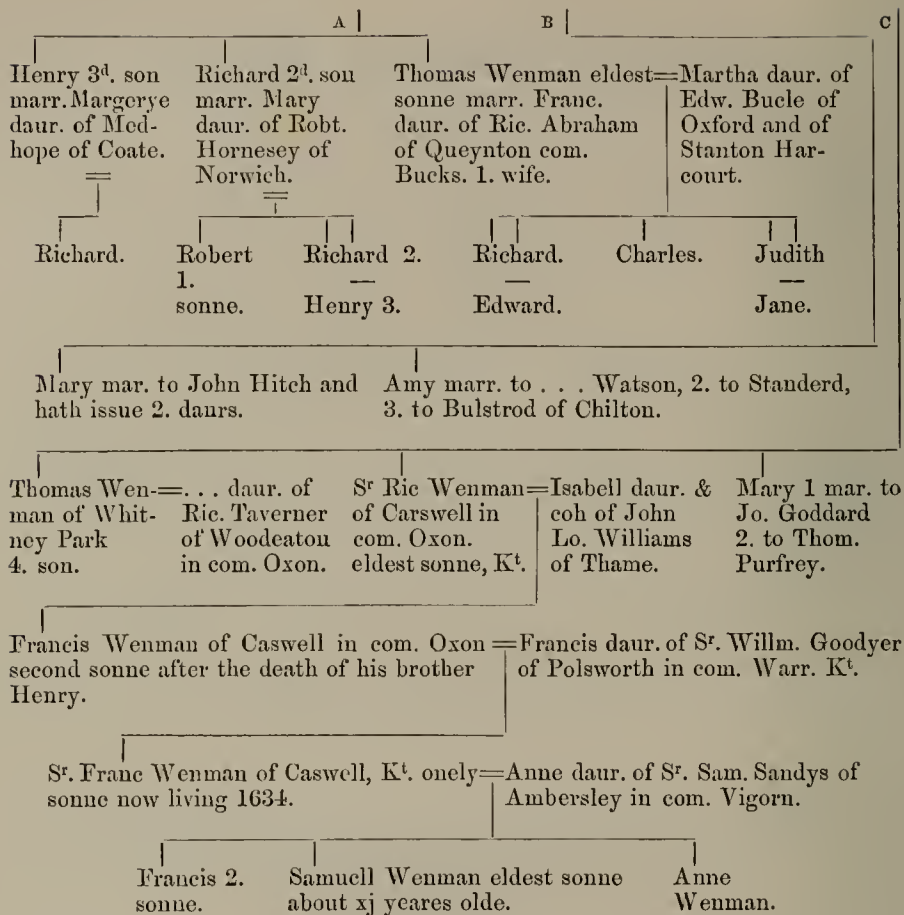 A B C
Henry 3d. son
marr. Margerye
daur. of Med-
hope of Coate.
Richard 2d. son
marr. Mary
daur. of Robt.
Hornesey of
Norwich.
Thomas Wenman eldest=Martha daur. of
sonne marr. Franc.
daur. of Ric. Abraham
of Queynton com.
Bucks. 1. wife.
Edw. Bucle of
Oxford and of
Stanton Har-
court.
Richard.
Robert
1.
sonne.
Richard 2.
—
Henry 3.
Richard.
—
Edward.
Charles.
Judith
—
Jane.
Mary mar. to John Hitch and
hath issue 2. daurs.
Amy marr. to . . . Watson, 2. to Standerd,
3. to Bulstrod of Chilton.
Thomas Wen-=. . . daur. of
man of Whit-
ney Park
4. son.
Ric. Taverner
of Woodeaton
in com. Oxon.
Sr Ric Wenman=Isabell daur. &
of Carswell in
com. Oxon.
eldest sonne, Kt.
coh of John
Lo. Williams
of Thame.
Mary 1 mar. to
Jo. Goddard
2. to Thom.
Purfrey.
Francis Wenman of Caswell in com. Oxon=Francis daur. of Sr. Willm. Goodyer
second sonne after the death of his brother
Henry.
of Polsworth in com. Warr. Kt.
Sr. Franc Wenman of Caswell, Kt. onely=Anne daur. of Sr. Sam. Sandys of
sonne now living 1634.
Ambersley in com. Vigorn.
Francis 2.
sonne.
Samuell Wenman eldest sonne
about xj yeares olde.
Anne
Wenman.